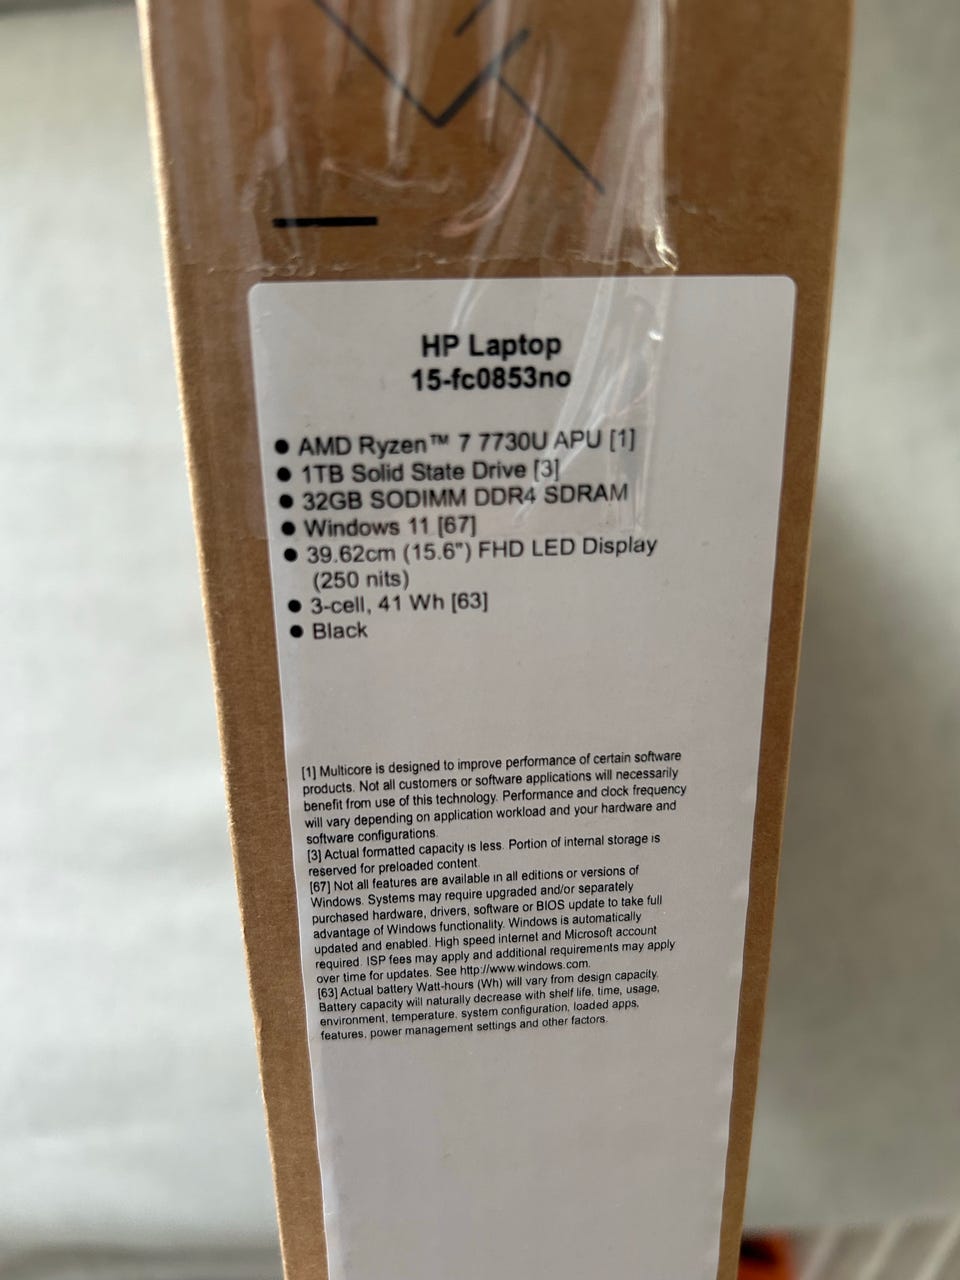 HP Laptop
15-fc0853no
● AMD Ryzen™ 7 7730U APU [1]
● 1TB Solid State Drive [3]
● 32GB SODIMM DDR4 SDRAM
● Windows 11 [67]
● 39.62cm (15.6") FHD LED Display
(250 nits)
● 3-cell, 41 Wh [63]
● Black
[1] Multicore is designed to improve performance of certain software
products. Not all customers or software applications will necessarily
benefit from use of this technology. Performance and clock frequency
will vary depending on application workload and your hardware and
software configurations.
[3] Actual formatted capacity is less. Portion of internal storage is
reserved for preloaded content.
[67] Not all features are available in all editions or versions of
Windows. Systems may require upgraded and/or separately
purchased hardware, drivers, software or BIOS update to take full
advantage of Windows functionality. Windows is automatically
updated and enabled. High speed internet and Microsoft account
required. ISP fees may apply and additional requirements may apply
over time for updates. See http://www.windows.com.
[63] Actual battery Watt-hours (Wh) will vary from design capacity.
Battery capacity will naturally decrease with shelf life, time, usage,
environment, temperature, system configuration, loaded apps,
features, power management settings and other factors.